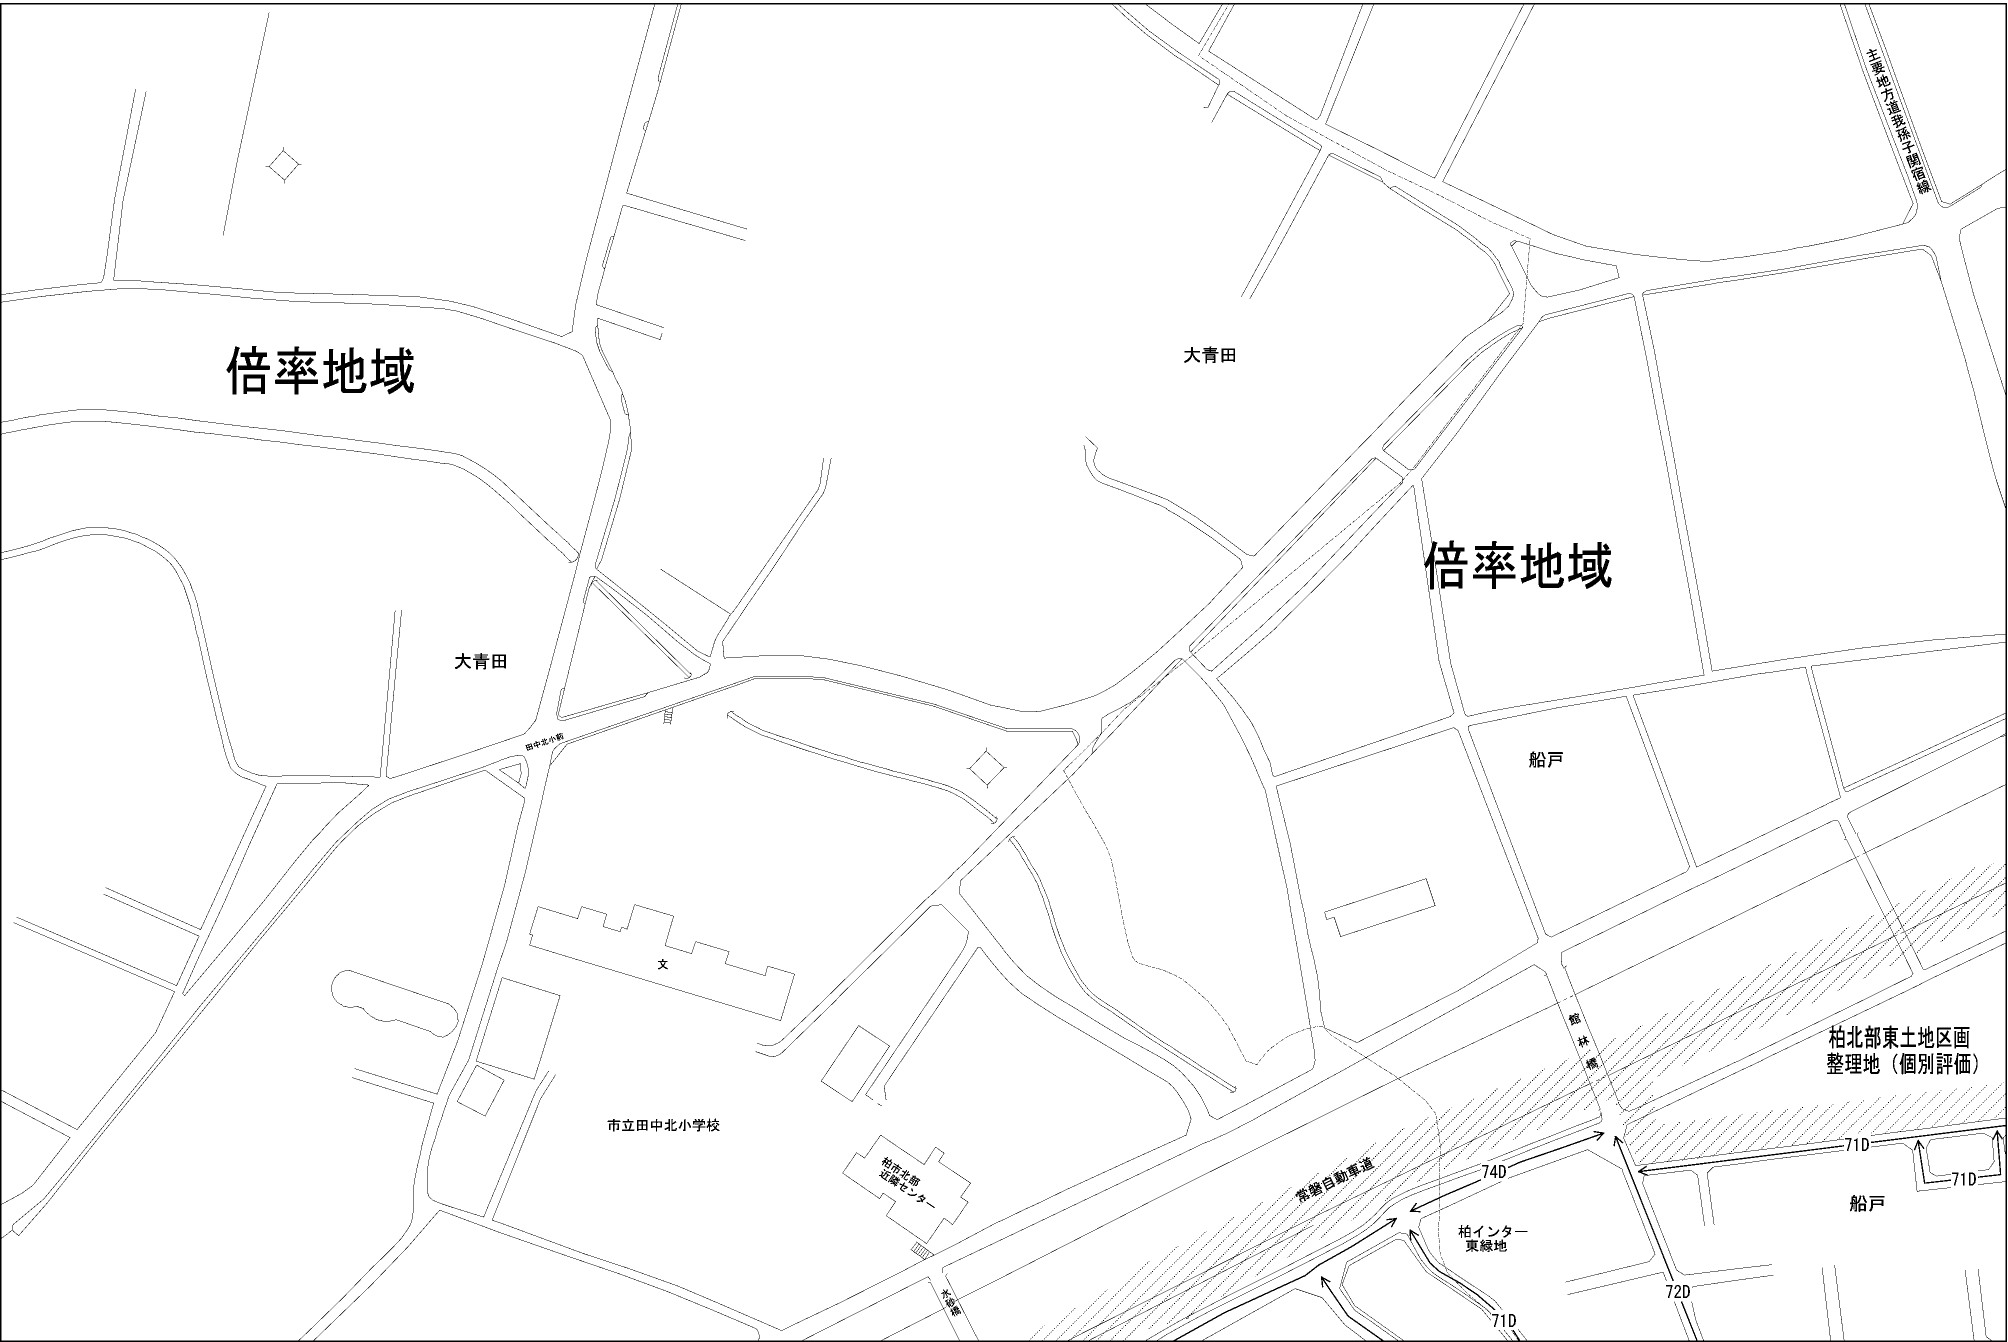 主要地方道我孫子関宿線
大青田
倍率地域
倍率地域
大青田
田中北小前
船戸
文
館林橋
柏北部東土地区画
整理地（個別評価）
市立田中北小学校
71D
柏市北部
近隣センター
74D
常磐自動車道
71D
船戸
柏インター
東緑地
水砂橋
72D
71D